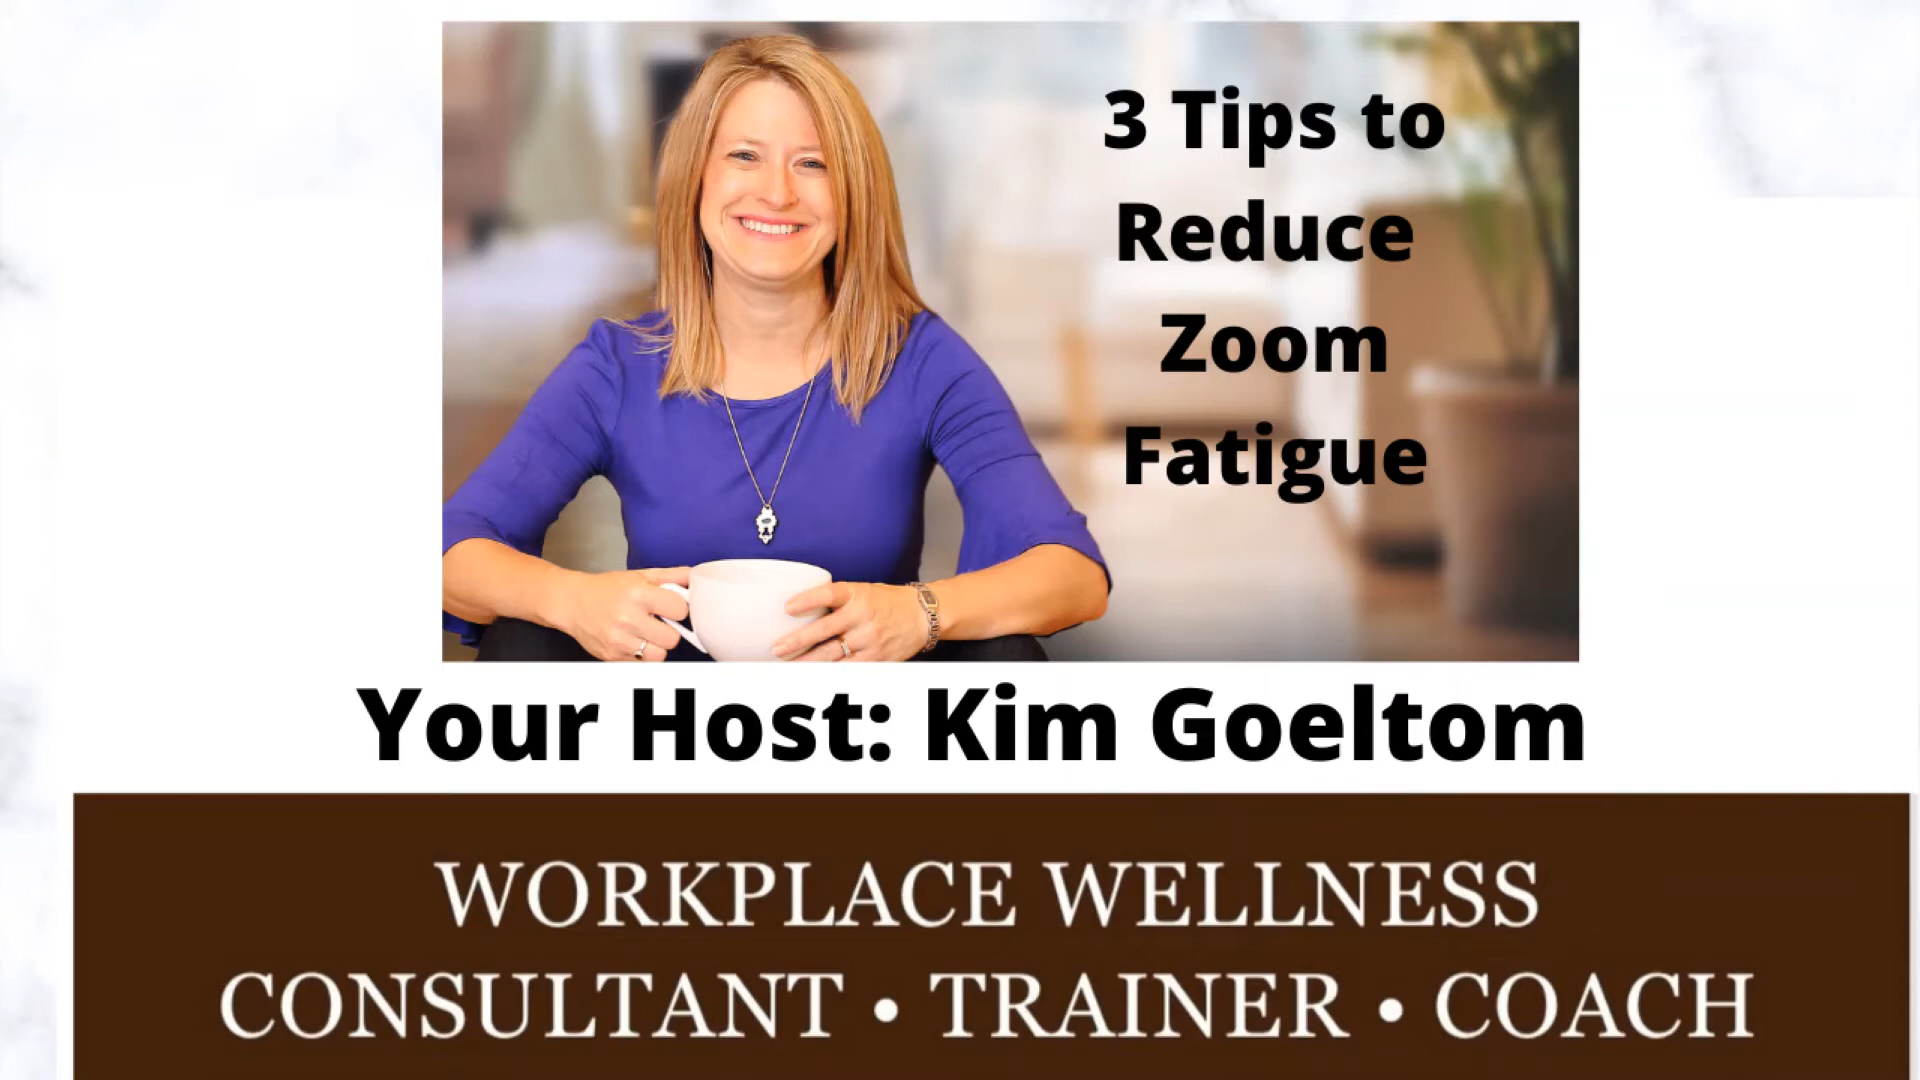 3 Tips to
Reduce
Zoom
Fatigue
Your Host: Kim Goeltom
WORKPLACE WELLNESS
CONSULTANT • TRAINER • COACH